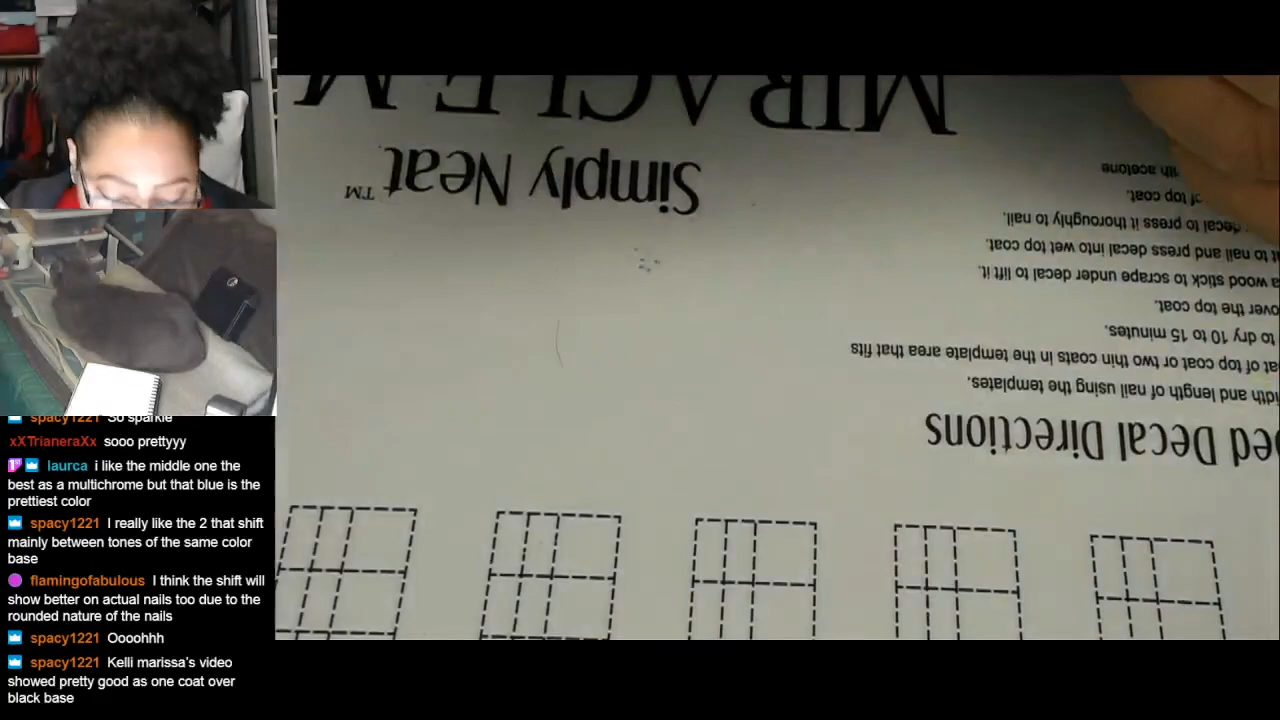 spacy1221 So sparkle
xXTrianeraXx sooo prettyyy
laurca i like the middle one the
best as a multichrome but that blue is the
prettiest color
spacy1221 I really like the 2 that shift
mainly between tones of the same color
base
flamingofabulous I think the shift will
show better on actual nails too due to the
rounded nature of the nails
spacy1221 Oooohhh
spacy1221 Kelli marissa's video
showed pretty good as one coat over
black base
ed Decal Directions
dth and length of nail using the templates.
at of top coat or two thin coats in the template area that fits
to dry 10 to 15 minutes.
over the top coat.
a wood stick to scrape under decal to lift it.
at to nail and press decal into wet top coat.
decal to press it thoroughly to nail.
of top coat.
ith acetone
Simply Neat™
MIRACLE M